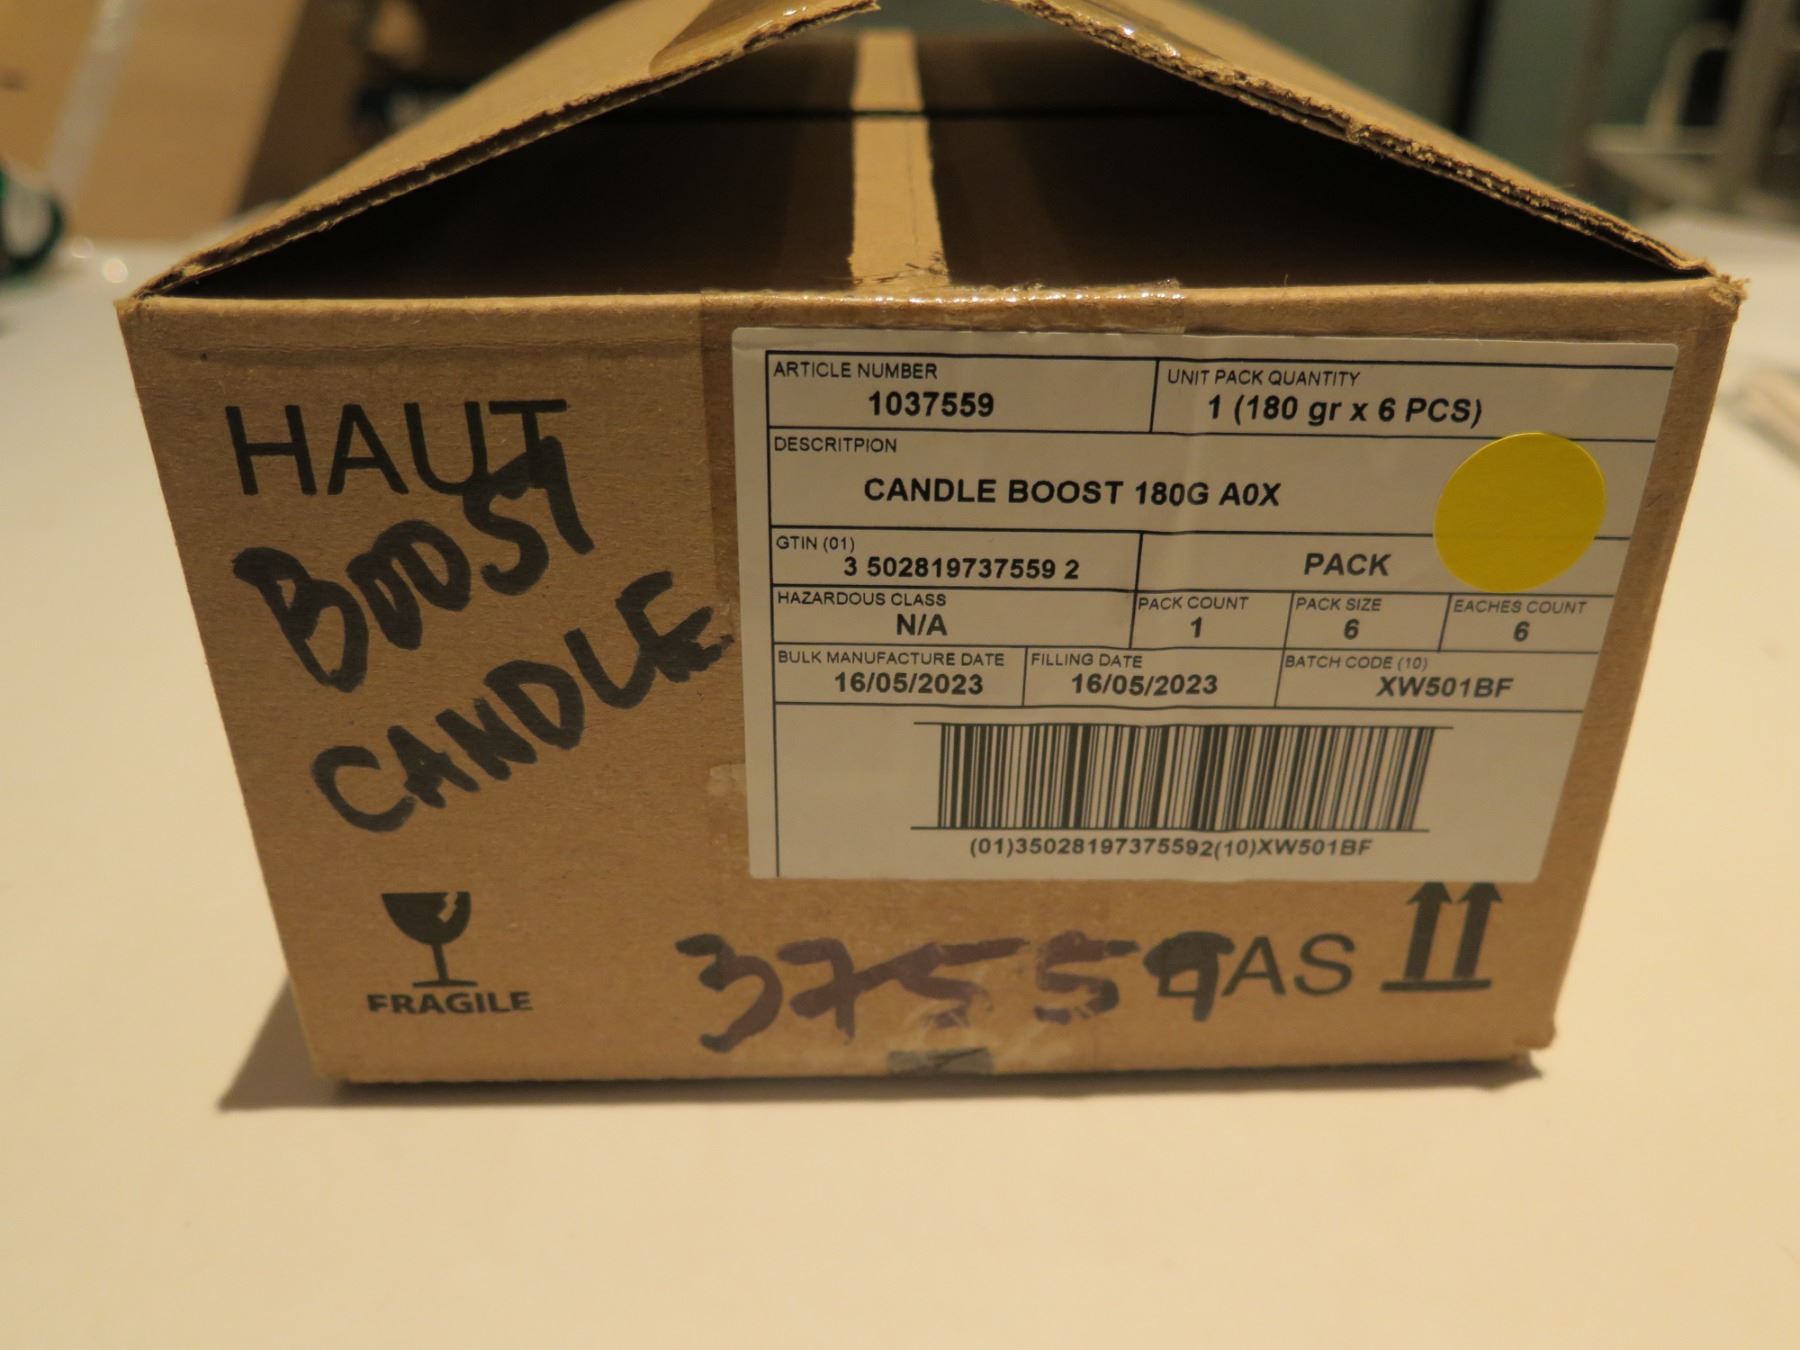 HAUT
BOOST
CANDLE
FRAGILE
ARTICLE NUMBER
1037559
UNIT PACK QUANTITY
1 (180 gr x 6 PCS)
DESCRITPION
CANDLE BOOST 180G A0X
GTIN (01)
3 502819737559 2
PACK
HAZARDOUS CLASS
N/A
PACK COUNT
1
PACK SIZE
6
EACHES COUNT
6
BULK MANUFACTURE DATE
16/05/2023
FILLING DATE
16/05/2023
BATCH CODE (10)
XW501BF
(01)35028197375592(10)XW501BF
37559
BAS